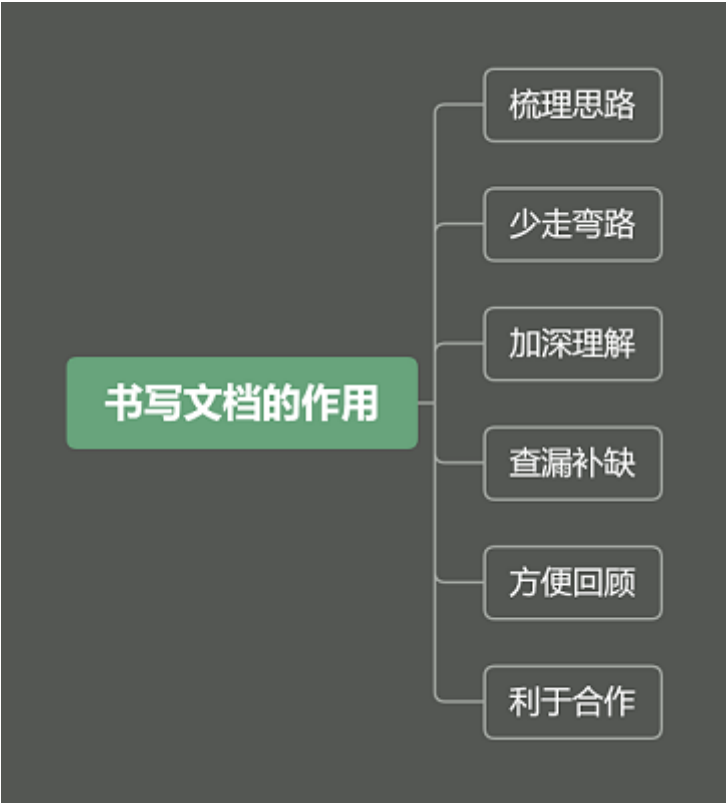 书写文档的作用
梳理思路
少走弯路
加深理解
查漏补缺
方便回顾
利于合作